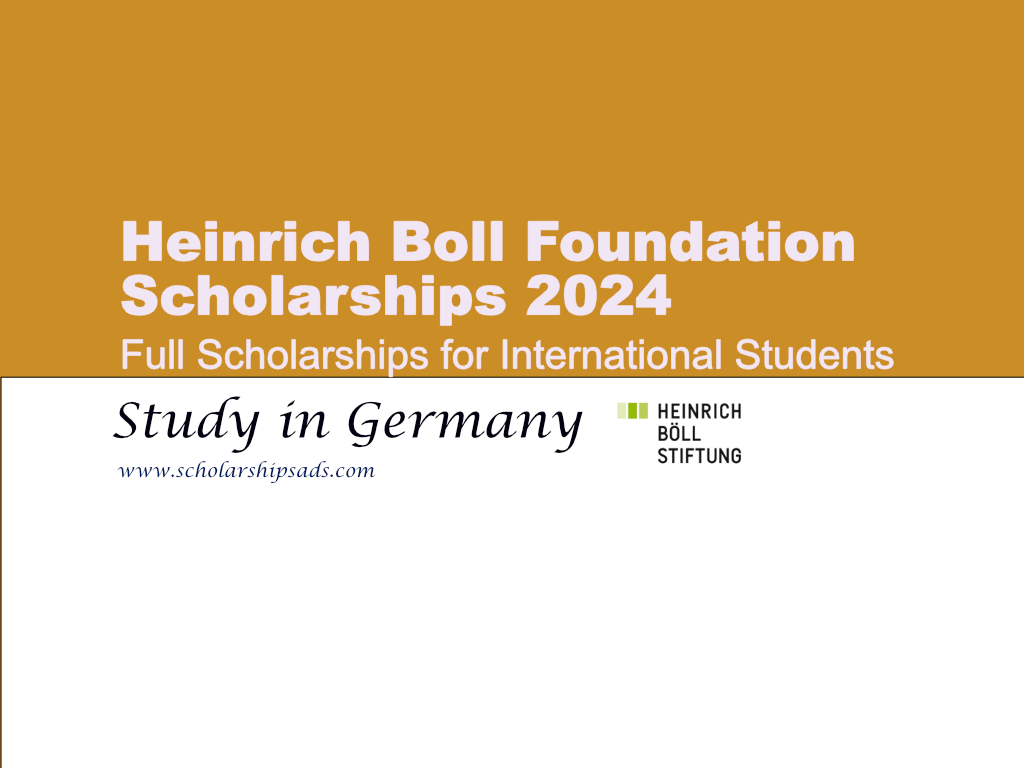 Heinrich Boll Foundation
Scholarships 2024
Full Scholarships for International Students
Study in Germany
www.scholarshipsads.com
HEINRICH
BÖLL
STIFTUNG